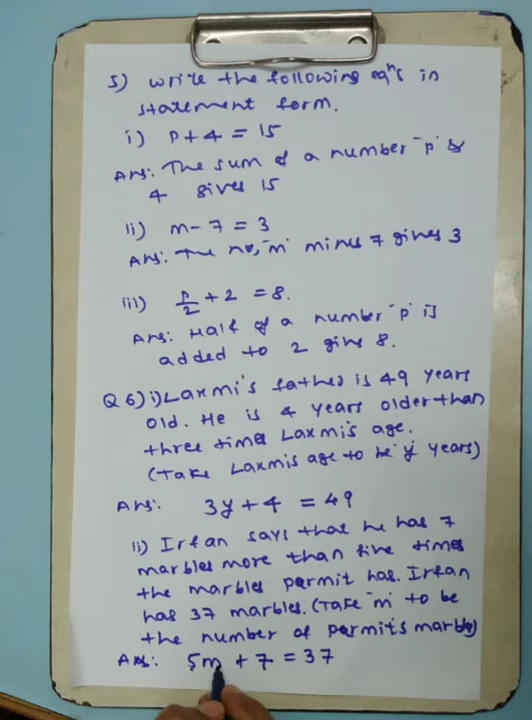 5) write the following eqns in
statement form.
i) P+4 = 15
Ans: The sum of a number "p" &
4 gives 15
ii) m - 7 = 3
Ans: The no, "m" minus 7 gives 3
iii) P/2 + 2 = 8.
Ans: Half of a number "p" is
added to 2 give 8.
Q 6) i) Laxmi's father is 49 years
old. He is 4 years older than
three times Laxmi's age.
(Take Laxmis age to be 'y' years)
Ans: 3y + 4 = 49
ii) Irfan says that he has 7
marbles more than five times
the marbles permit has. Irfan
has 37 marbles. (Take "m" to be
the number of permit's marbles)
Ans: 5m + 7 = 37